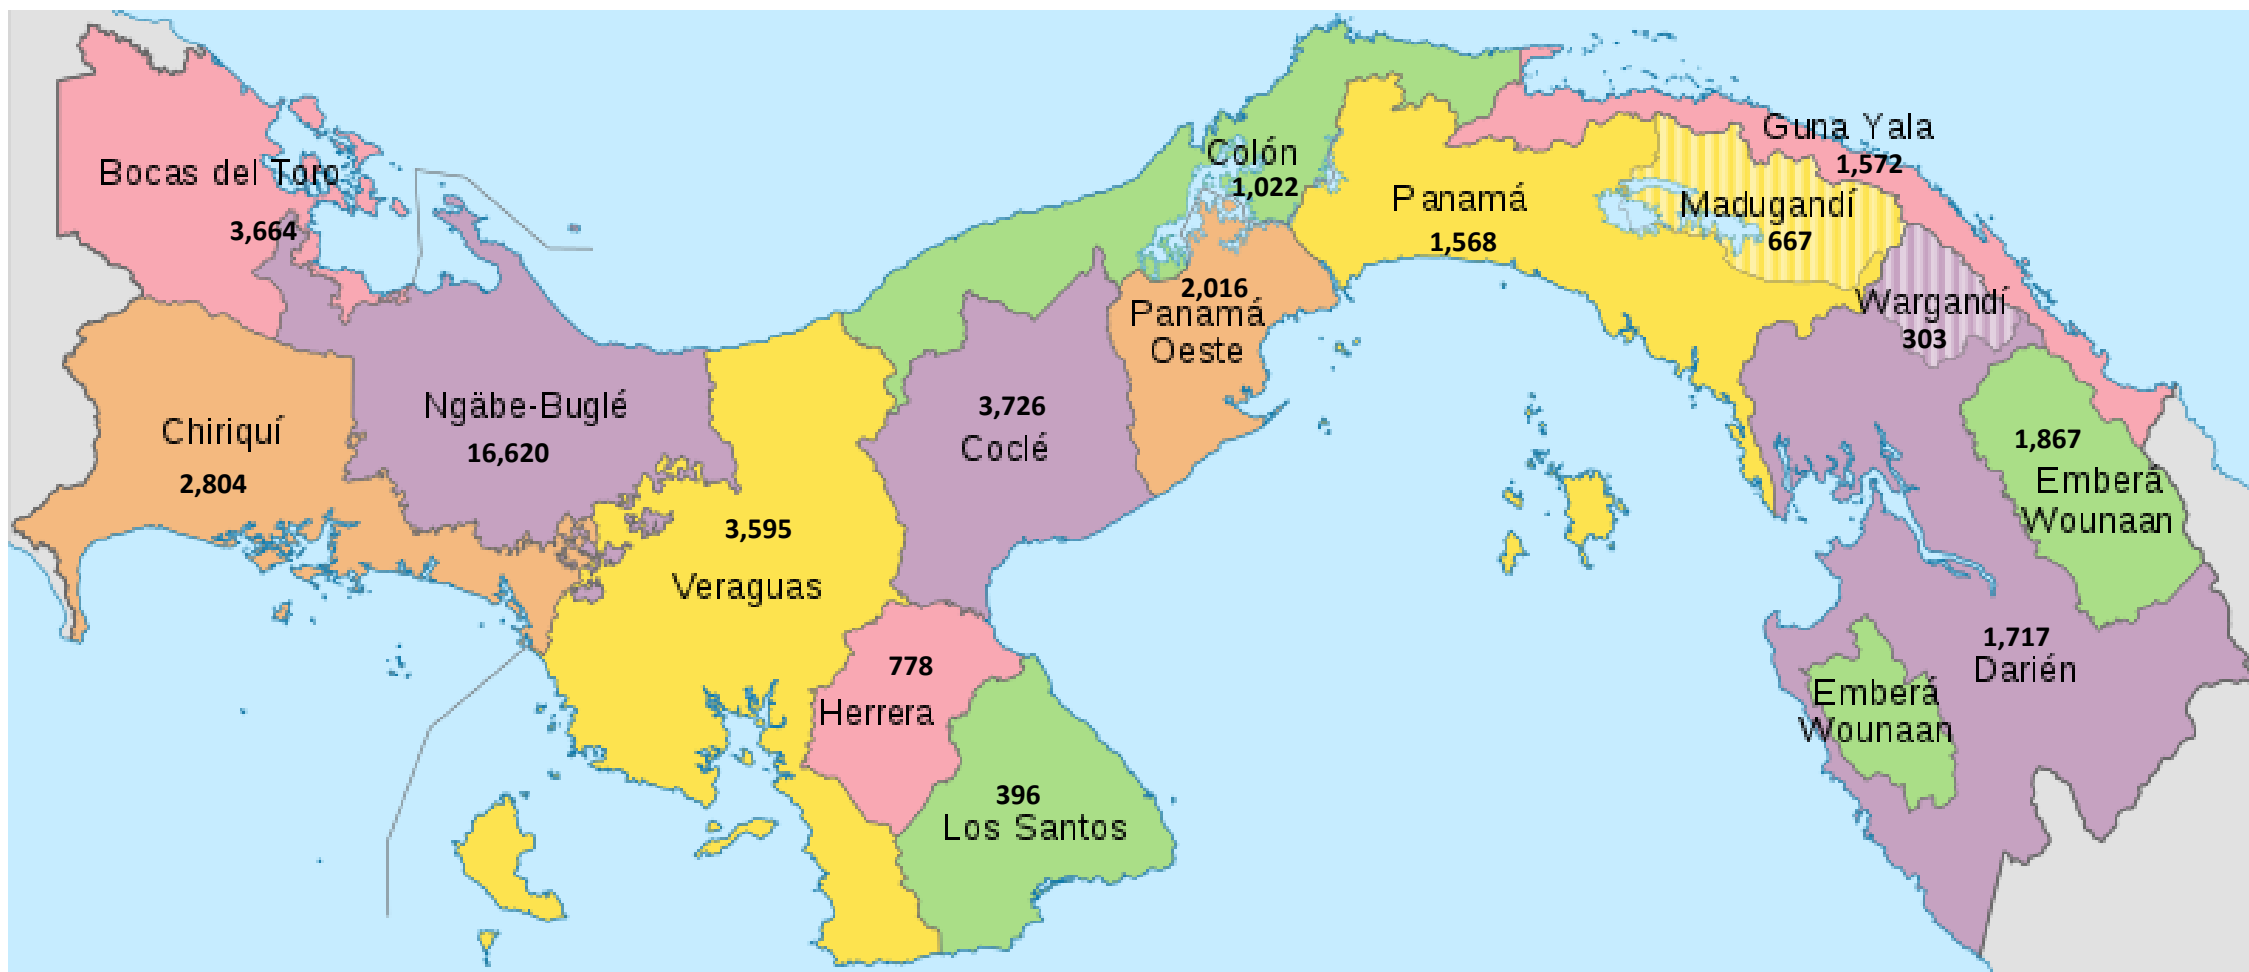 Bocas del Toro
3,664
Chiriquí
2,804
Ngäbe-Buglé
16,620
3,595
Veraguas
778
Herrera
396
Los Santos
3,726
Coclé
Colón
1,022
2,016
Panamá
Oeste
Panamá
1,568
Guna Yala
1,572
Madugandí
667
Wargandí
303
1,867
Emberá
Wounaan
1,717
Darién
Emberá
Wounaan